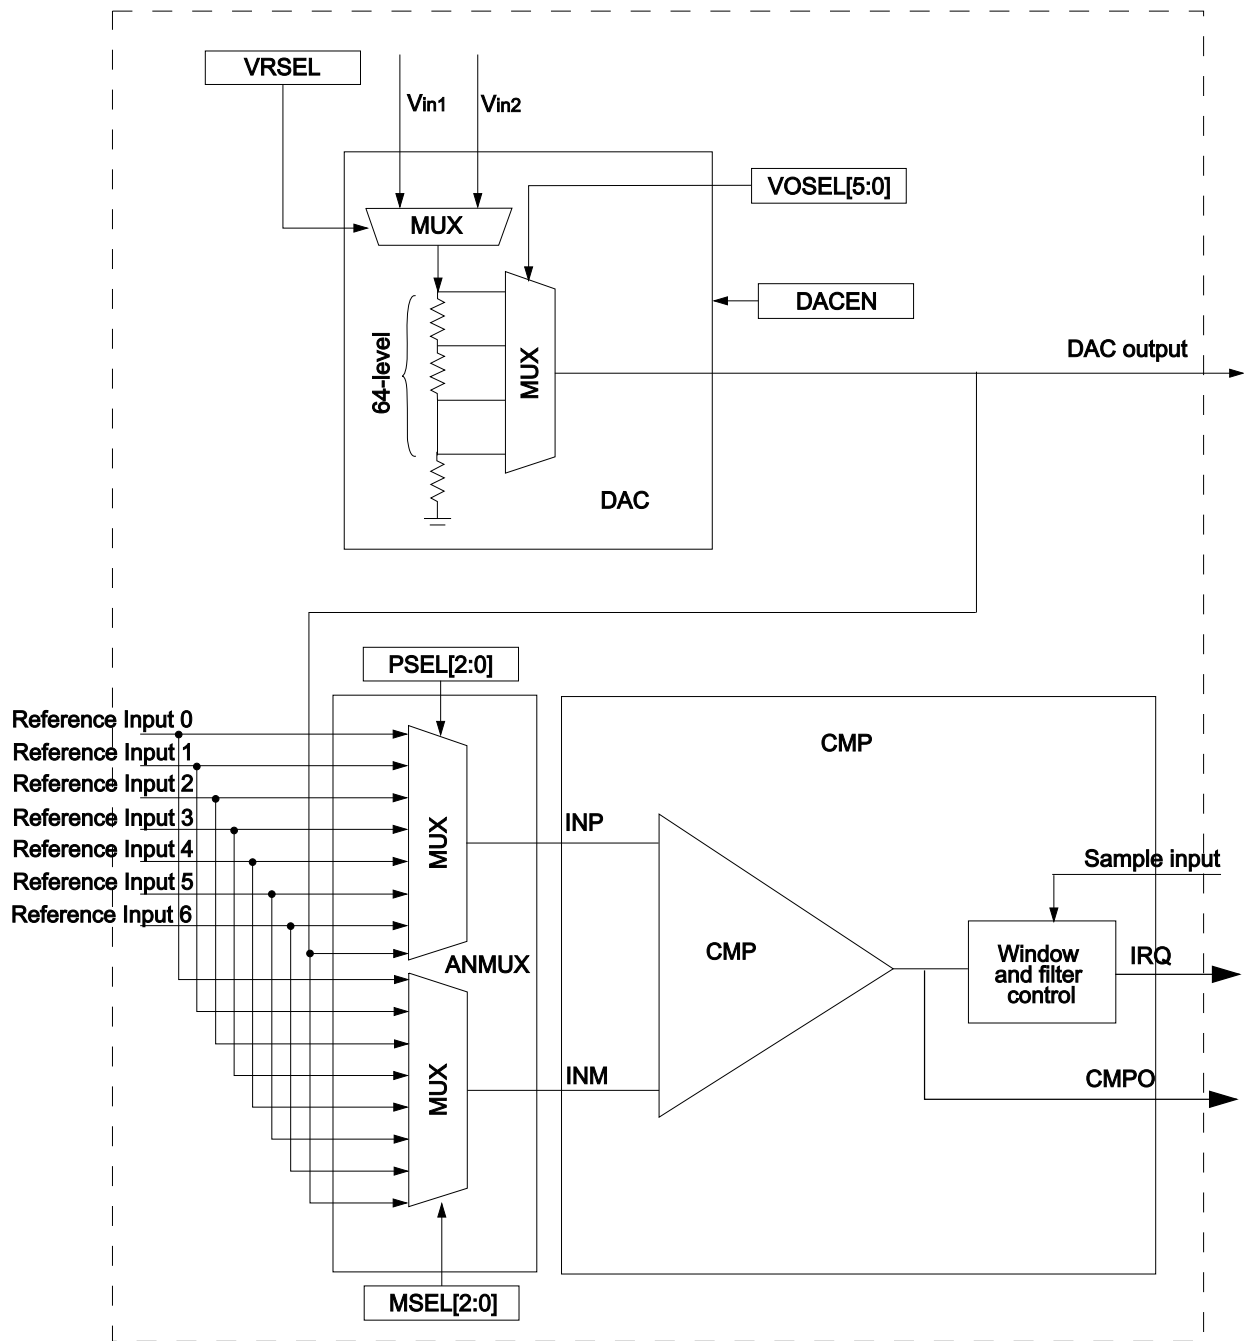 VRSEL
Vin1
Vin2
VOSEL[5:0]
MUX
DACEN
64-level
MUX
DAC output
DAC
PSEL[2:0]
Reference Input 0
Reference Input 1
Reference Input 2
Reference Input 3
Reference Input 4
Reference Input 5
Reference Input 6
MUX
ANMUX
MUX
MSEL[2:0]
INP
INM
CMP
CMP
Sample input
Window
and filter
control
IRQ
CMPO